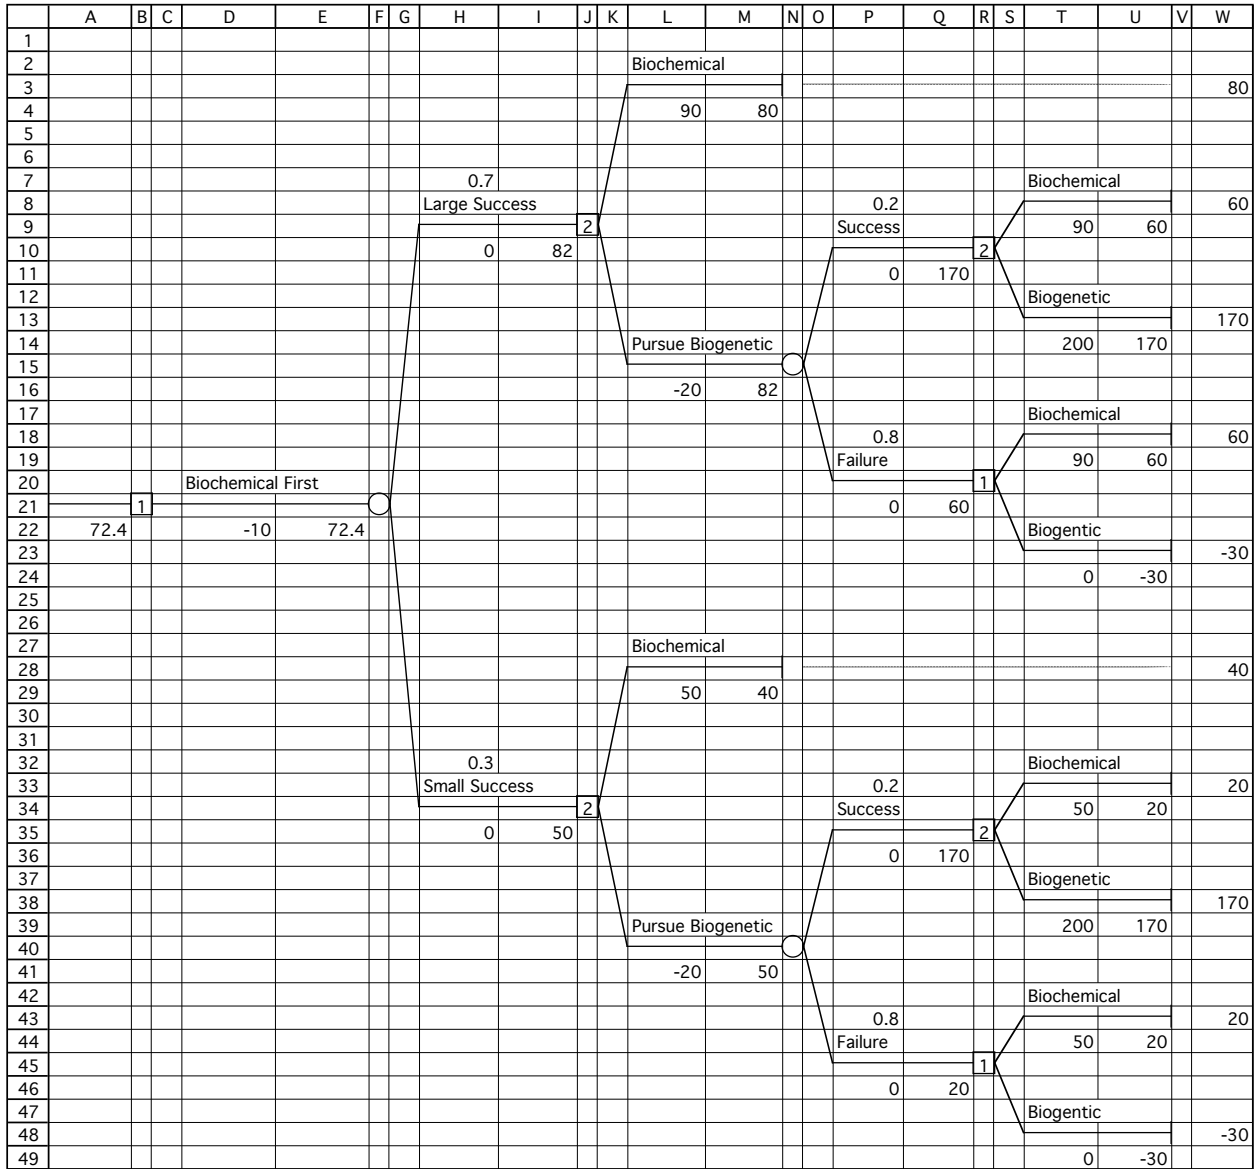 A B C D E F G H I J K L M N O P Q R S T U V W
1
2 Biochemical
3 80
4 90 80
5
6
7 0.7 Biochemical
8 Large Success 0.2 60
9 2 Success 90 60
10 0 82 2
11 0 170
12 Biogenetic
13 170
14 Pursue Biogenetic 200 170
15
16 -20 82
17 Biochemical
18 0.8 60
19 Failure 90 60
20 Biochemical First 1
21 1 0 60
22 72.4 -10 72.4 Biogentic
23 -30
24 0 -30
25
26
27 Biochemical
28 40
29 50 40
30
31
32 0.3 Biochemical
33 Small Success 0.2 20
34 2 Success 50 20
35 0 50 2
36 0 170
37 Biogenetic
38 170
39 Pursue Biogenetic 200 170
40
41 -20 50
42 Biochemical
43 0.8 20
44 Failure 50 20
45 1
46 0 20
47 Biogentic
48 -30
49 0 -30